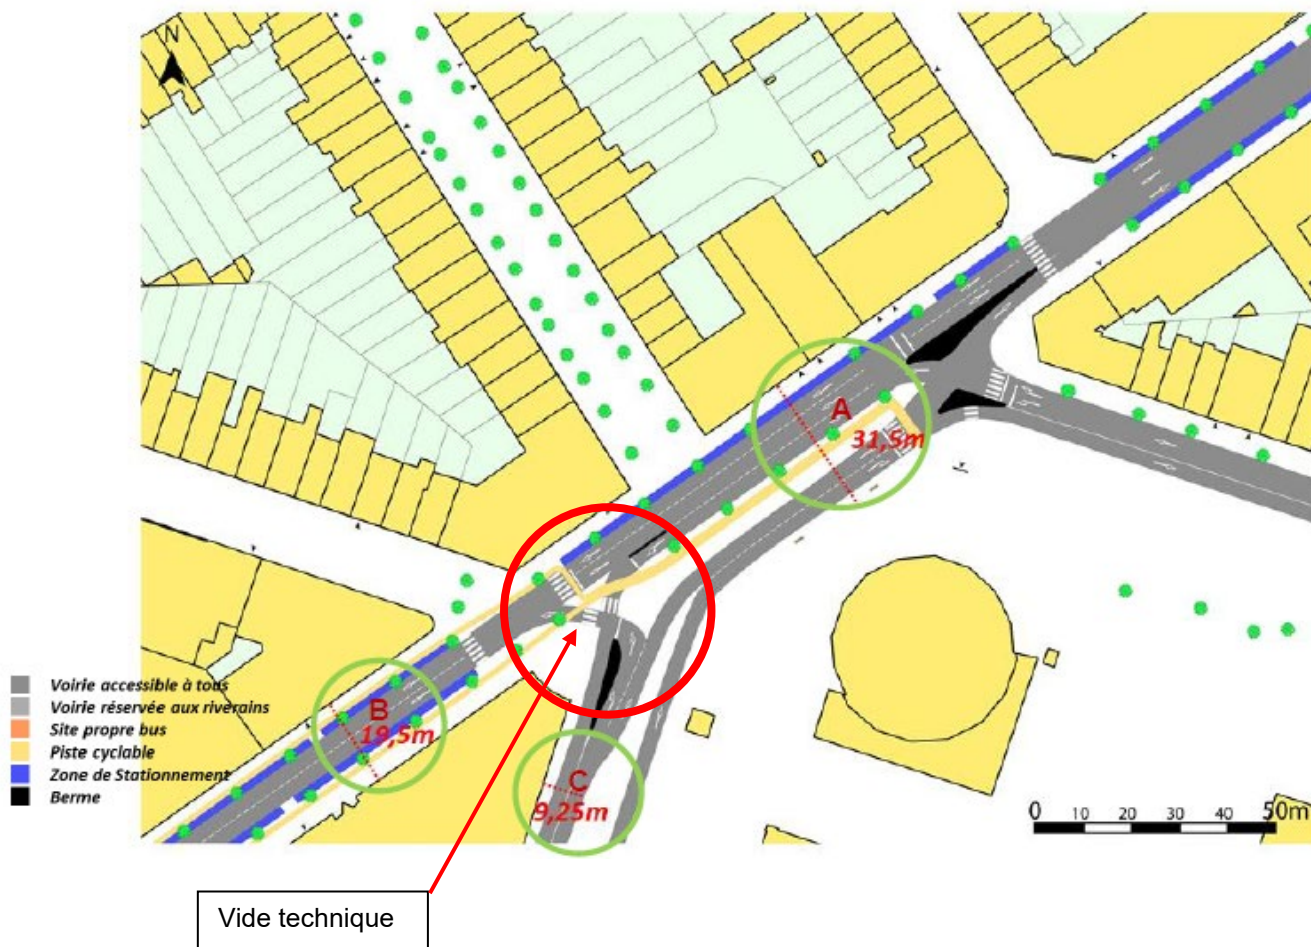 N
A
31,5m
B
19,5m
C
9,25m
Voirie accessible à tous
Voirie réservée aux riverains
Site propre bus
Piste cyclable
Zone de Stationnement
Berme
0 10 20 30 40 50m
Vide technique